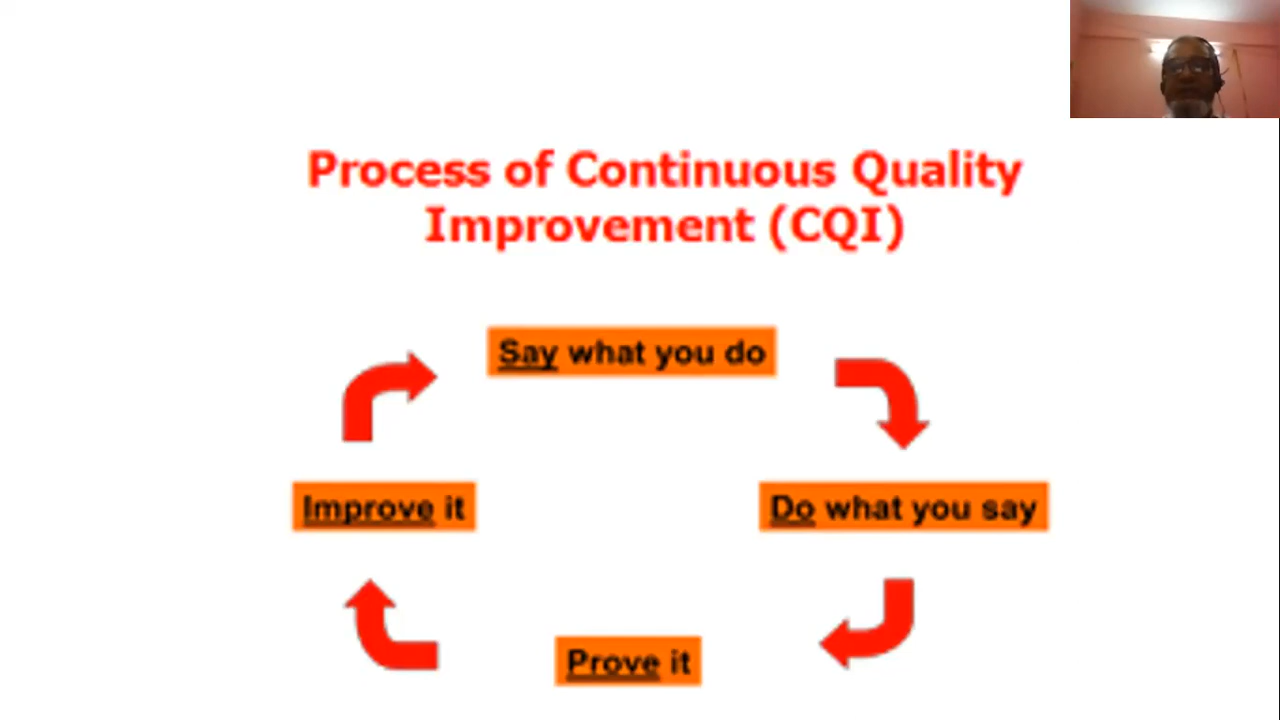 Process of Continuous Quality
Improvement (CQI)
Say what you do
Improve it
Do what you say
Prove it